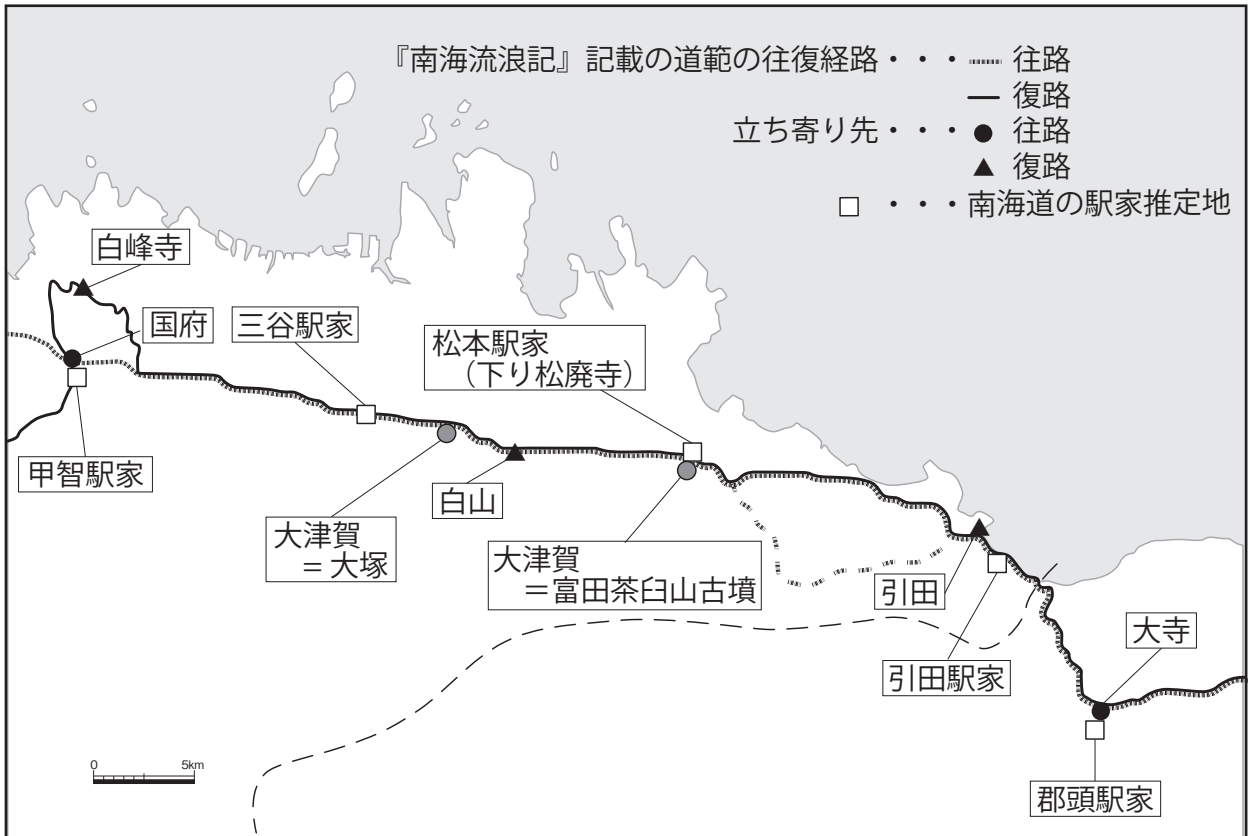 『南海流浪記』記載の道範の往復経路・・・ 往路
復路
立ち寄り先・・・ 往路
復路
・・・南海道の駅家推定地
白峰寺
国府
三谷駅家
松本駅家
（下り松廃寺）
甲智駅家
大津賀
＝大塚
白山
大津賀
＝富田茶臼山古墳
引田
引田駅家
大寺
郡頭駅家
0 5km